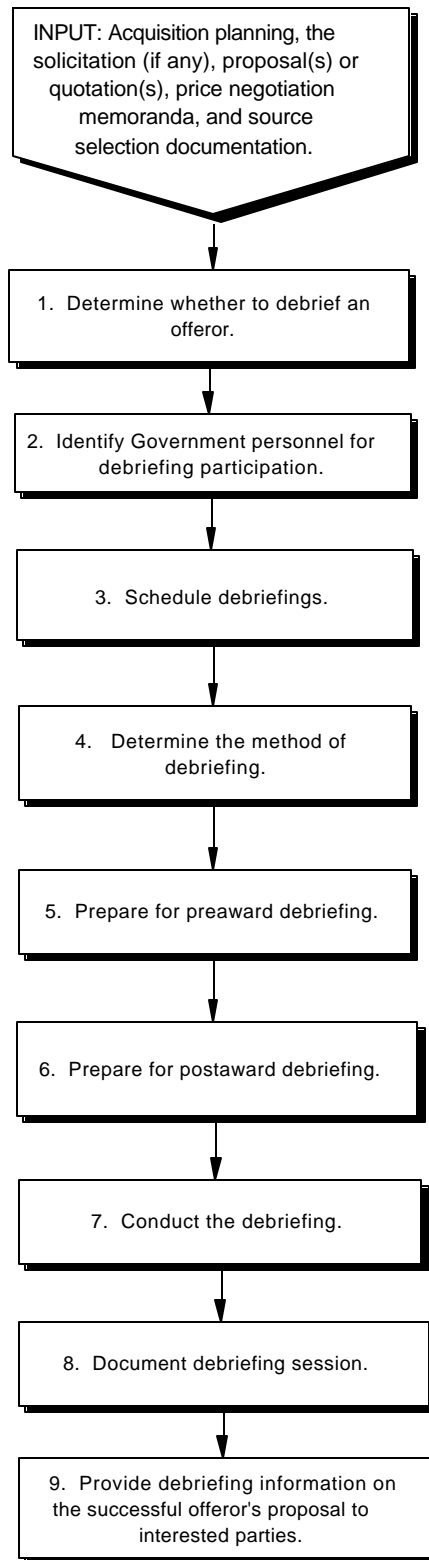 INPUT: Acquisition planning, the
solicitation (if any), proposal(s) or
quotation(s), price negotiation
memoranda, and source
selection documentation.
1. Determine whether to debrief an
offeror.
2. Identify Government personnel for
debriefing participation.
3. Schedule debriefings.
4. Determine the method of
debriefing.
5. Prepare for preaward debriefing.
6. Prepare for postaward debriefing.
7. Conduct the debriefing.
8. Document debriefing session.
9. Provide debriefing information on
the successful offeror's proposal to
interested parties.